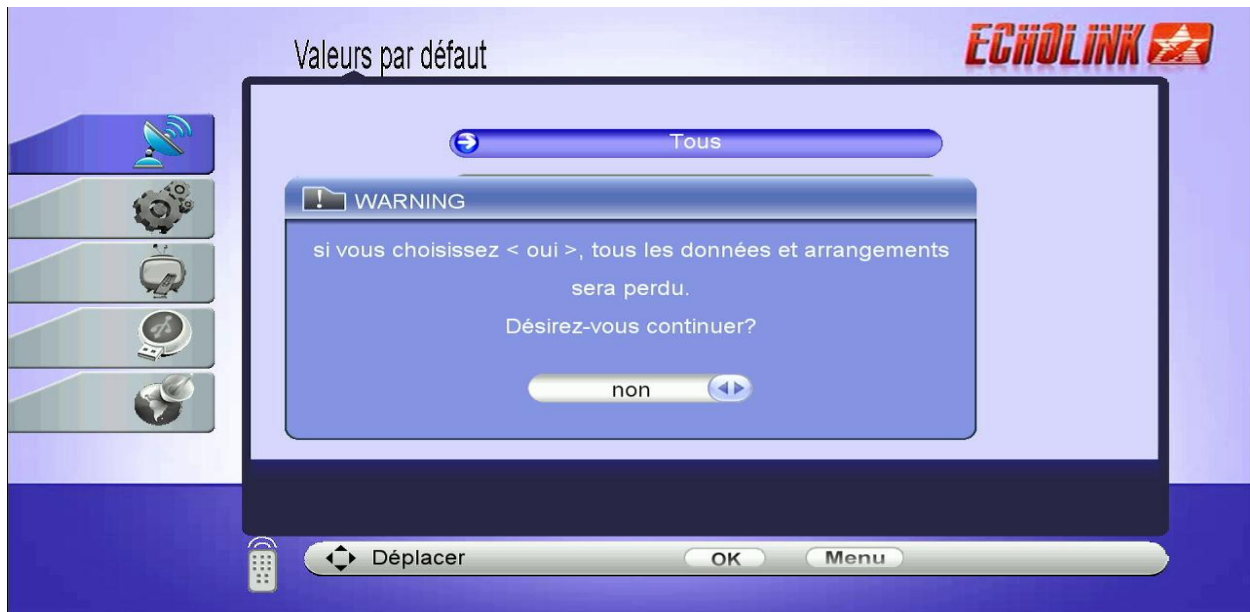 Valeurs par défaut
ECHOLINK
Tous
WARNING
si vous choisissez < oui >, tous les données et arrangements
sera perdu.
Désirez-vous continuer?
non
Déplacer
OK
Menu